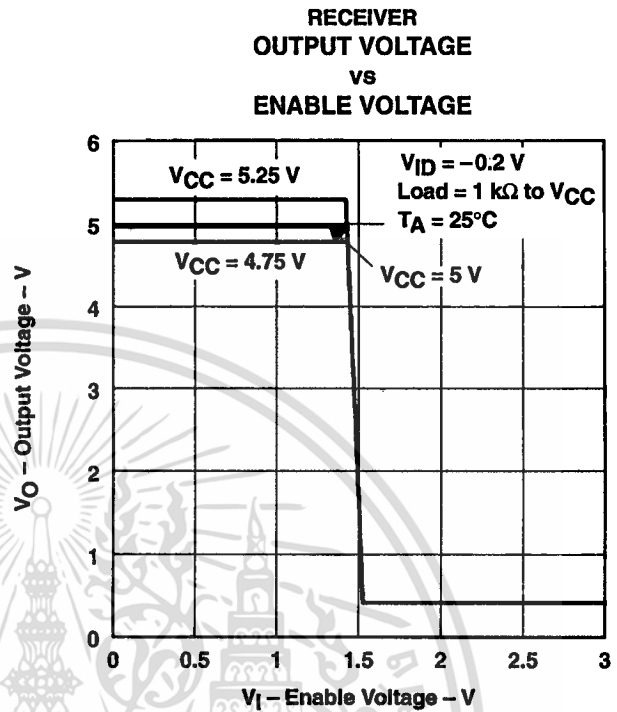 RECEIVER
OUTPUT VOLTAGE
vs
ENABLE VOLTAGE
6
5
4
3
2
1
0
VO – Output Voltage – V
VCC = 5.25 V
VCC = 4.75 V
VID = –0.2 V
Load = 1 kΩ to VCC
TA = 25°C
VCC = 5 V
0 0.5 1 1.5 2 2.5 3
VI – Enable Voltage – V